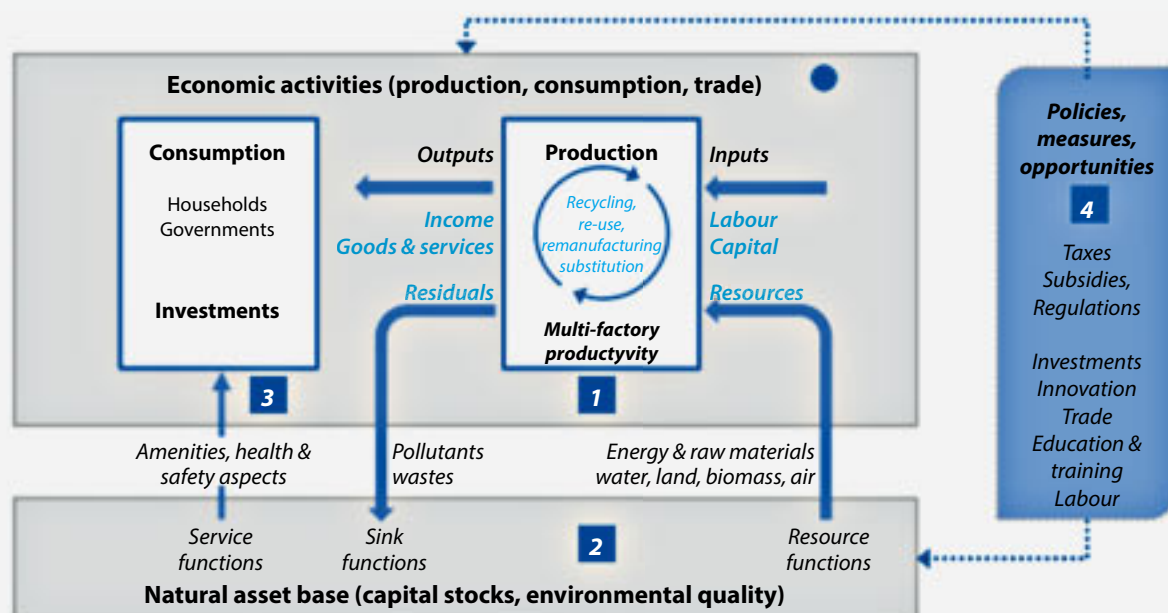 Economic activities (production, consumption, trade)
Consumption
Households
Governments
Investments
3
Outputs
Income
Goods & services
Residuals
Production
Recycling,
re-use,
remanufacturing
substitution
Multi-factory
productyvity
1
Inputs
Labour
Capital
Resources
Policies,
measures,
opportunities
4
Taxes
Subsidies,
Regulations
Investments
Innovation
Trade
Education &
training
Labour
Amenities, health &
safety aspects
Pollutants
wastes
Energy & raw materials
water, land, biomass, air
Service
functions
Sink
functions
2
Resource
functions
Natural asset base (capital stocks, environmental quality)